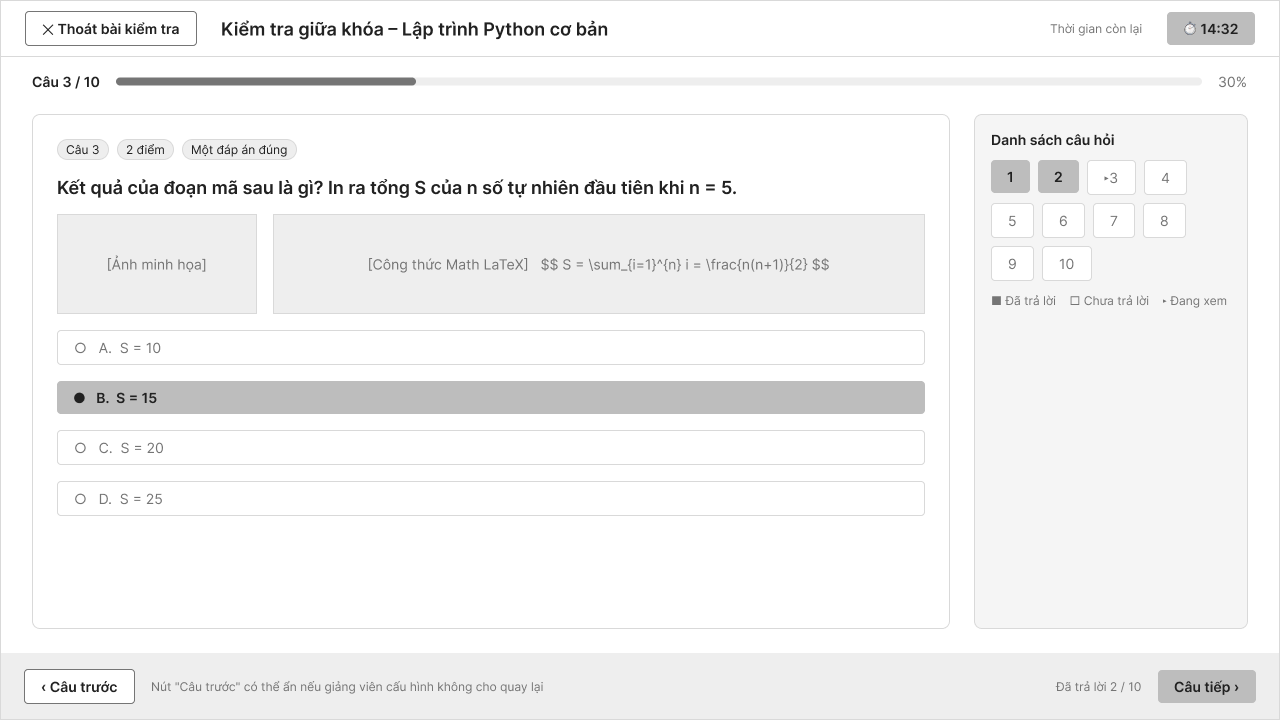 ✕ Thoát bài kiểm tra
Kiểm tra giữa khóa – Lập trình Python cơ bản
Thời gian còn lại
⏱ 14:32
Câu 3 / 10
30%
Câu 3
2 điểm
Một đáp án đúng
Kết quả của đoạn mã sau là gì? In ra tổng S của n số tự nhiên đầu tiên khi n = 5.
[Ảnh minh họa]
[Công thức Math LaTeX] $$ S = \sum_{i=1}^{n} i = \frac{n(n+1)}{2} $$
○ A. S = 10
● B. S = 15
○ C. S = 20
○ D. S = 25
Danh sách câu hỏi
1 2 ‣3 4
5 6 7 8
9 10
■ Đã trả lời □ Chưa trả lời ‣ Đang xem
‹ Câu trước
Nút "Câu trước" có thể ẩn nếu giảng viên cấu hình không cho quay lại
Đã trả lời 2 / 10
Câu tiếp ›